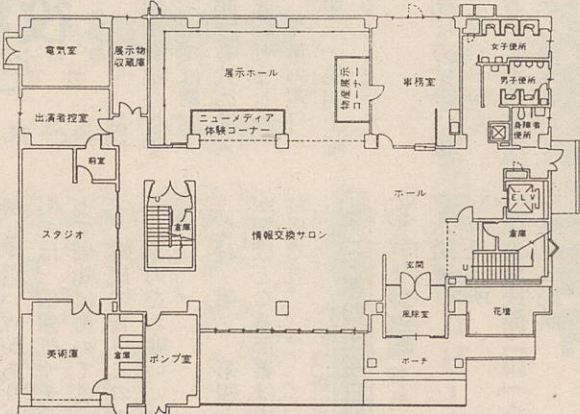 電気室
展示物
収蔵庫
展示ホール
物産展示
コーナー
事務室
女子便所
男子便所
身障者
便所
出演者控室
ニューメディア
体験コーナー
前室
ホール
ELV
スタジオ
倉庫
情報交換サロン
倉庫
U
U
玄関
風除室
花壇
美術庫
倉庫
ポンプ室
ポーチ